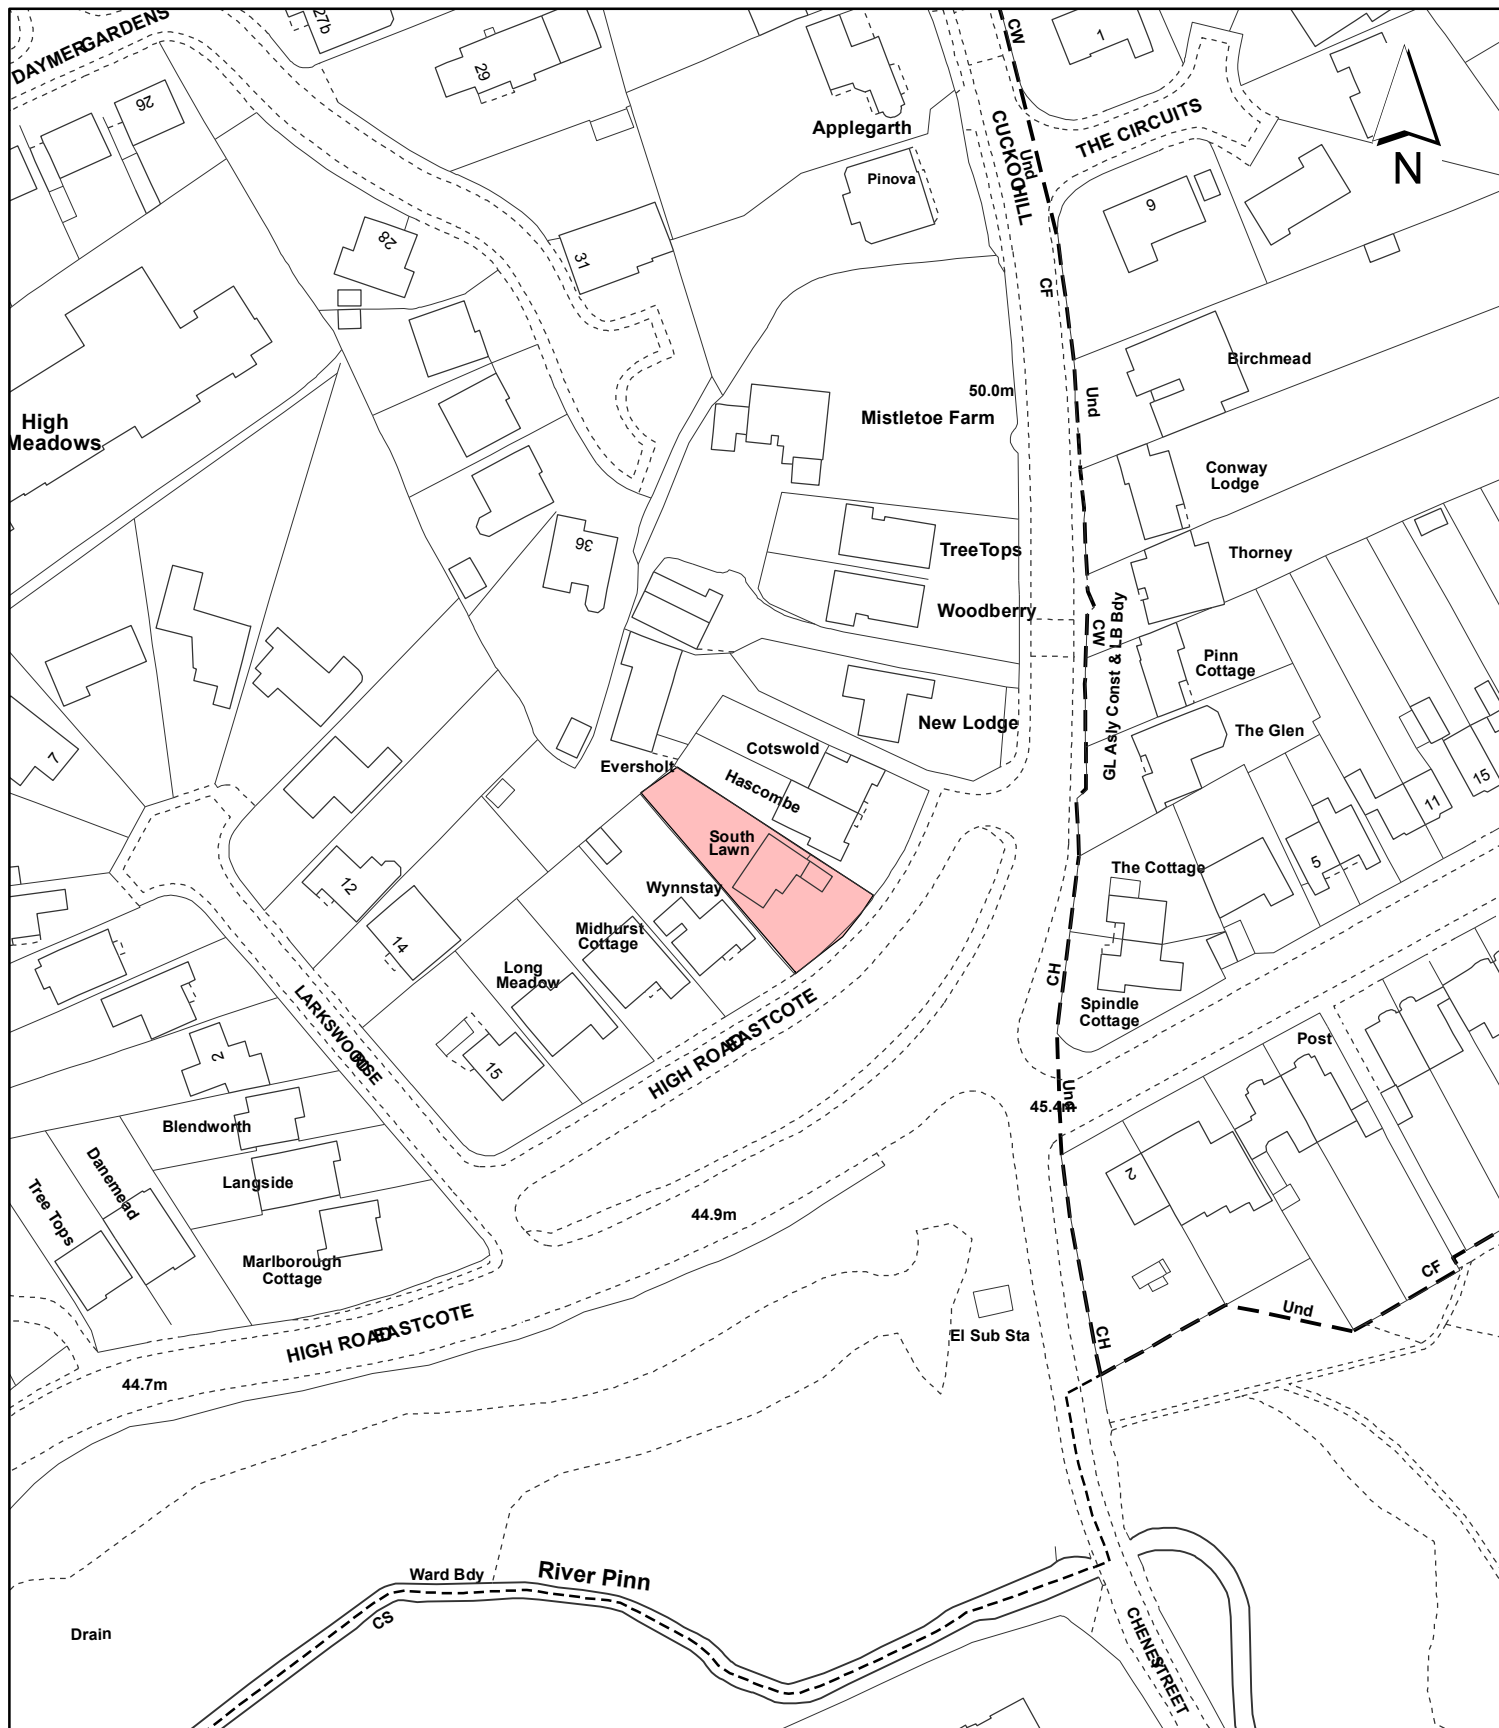 27b
DAYMER GARDENS
29
26
CW
1
Applegarth
CUCKOO HILL
Und
THE CIRCUITS
N
Pinova
6
28
31
CF
Birchmead
50.0m
Und
Mistletoe Farm
High
Meadows
Conway
Lodge
36
TreeTops
Thorney
Woodberry
CW
GL Asly Const & LB Bdy
Pinn
Cottage
New Lodge
The Glen
Cotswold
Eversholt
Hascombe
7
15
11
South
Lawn
5
The Cottage
12
Wynnstay
14
Midhurst
Cottage
Long
Meadow
CH
Spindle
Cottage
LARKSWOOD
RISE
HIGH ROAD EASTCOTE
Post
2
15
Und
45.4m
Blendworth
Danemead
Langside
Tree Tops
2
44.9m
Marlborough
Cottage
CF
Und
HIGH ROAD EASTCOTE
El Sub Sta
CH
44.7m
Ward Bdy
River Pinn
CS
Drain
CHENEY STREET